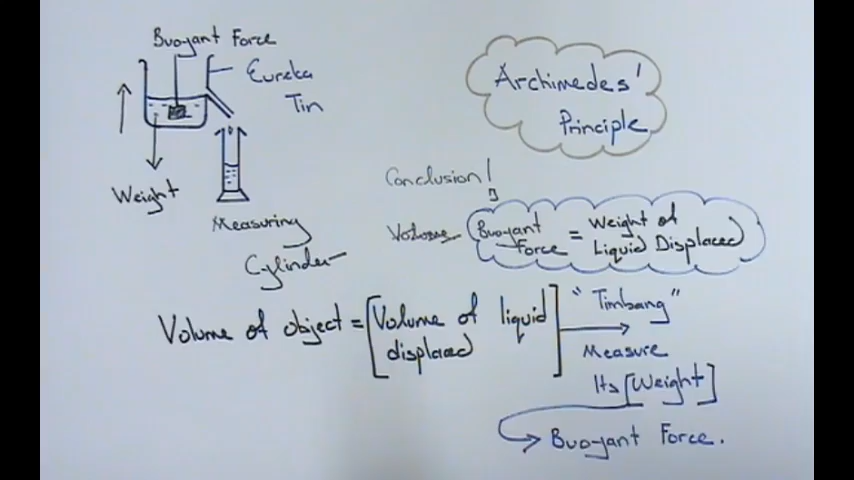 Buoyant Force
Eureka
Tin
Weight
Measuring
Cylinder
Archimedes'
Principle
Conclusion!
Volume
Buoyant
Force
= Weight of
Liquid Displaced
Volume of object = [Volume of liquid
displaced]
"Timbang"
Measure
Its [Weight]
Buoyant Force.